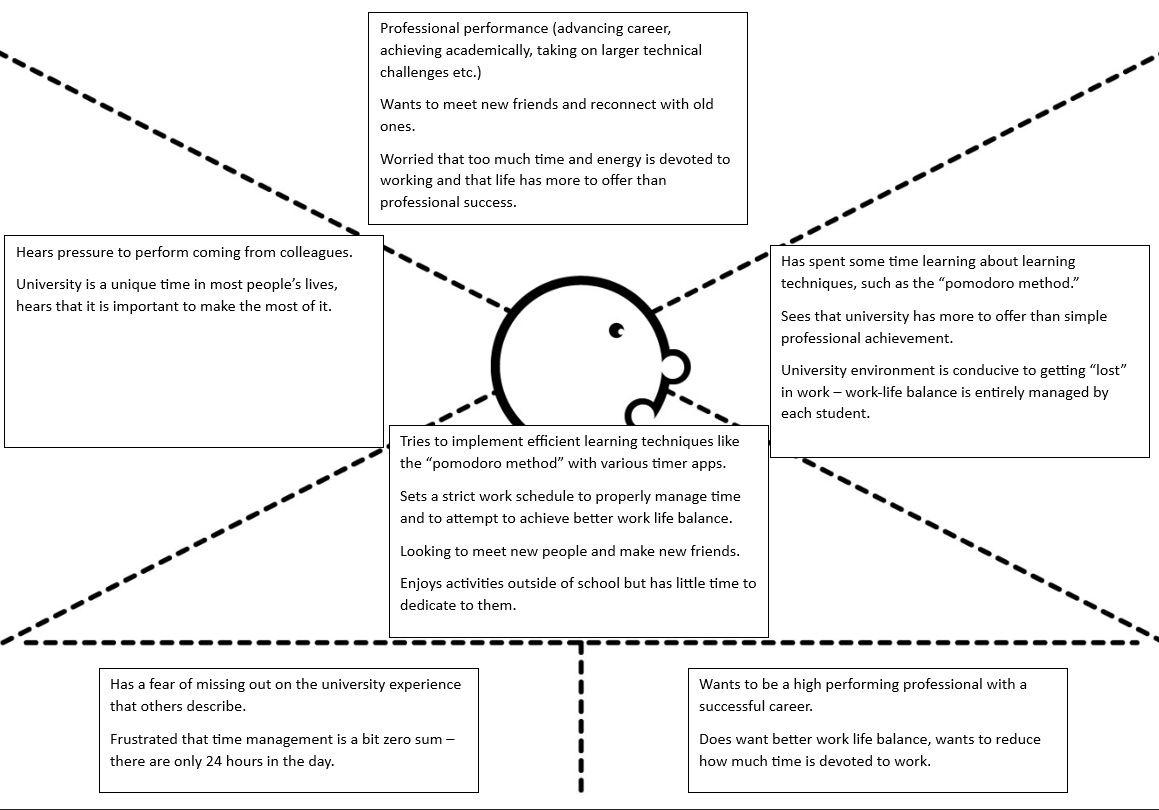 Professional performance (advancing career,
achieving academically, taking on larger technical
challenges etc.)
Wants to meet new friends and reconnect with old
ones.
Worried that too much time and energy is devoted to
working and that life has more to offer than
professional success.
Hears pressure to perform coming from colleagues.
University is a unique time in most people’s lives,
hears that it is important to make the most of it.
Has spent some time learning about learning
techniques, such as the “pomodoro method.”
Sees that university has more to offer than simple
professional achievement.
University environment is conducive to getting “lost”
in work – work-life balance is entirely managed by
each student.
Tries to implement efficient learning techniques like
the “pomodoro method” with various timer apps.
Sets a strict work schedule to properly manage time
and to attempt to achieve better work life balance.
Looking to meet new people and make new friends.
Enjoys activities outside of school but has little time to
dedicate to them.
Has a fear of missing out on the university experience
that others describe.
Frustrated that time management is a bit zero sum –
there are only 24 hours in the day.
Wants to be a high performing professional with a
successful career.
Does want better work life balance, wants to reduce
how much time is devoted to work.